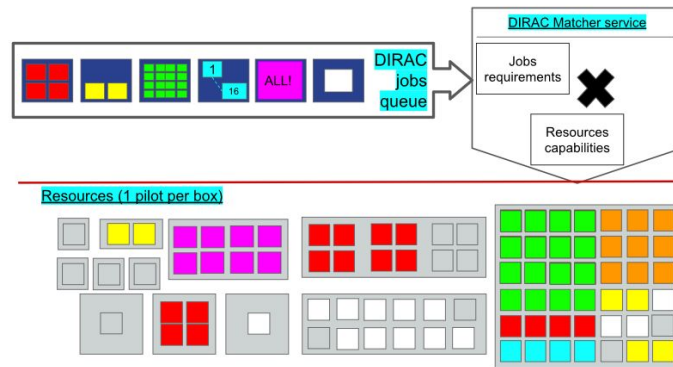 DIRAC Matcher service
1
16
ALL!
DIRAC
jobs
queue
Jobs
requirements
Resources
capabilities
Resources (1 pilot per box)